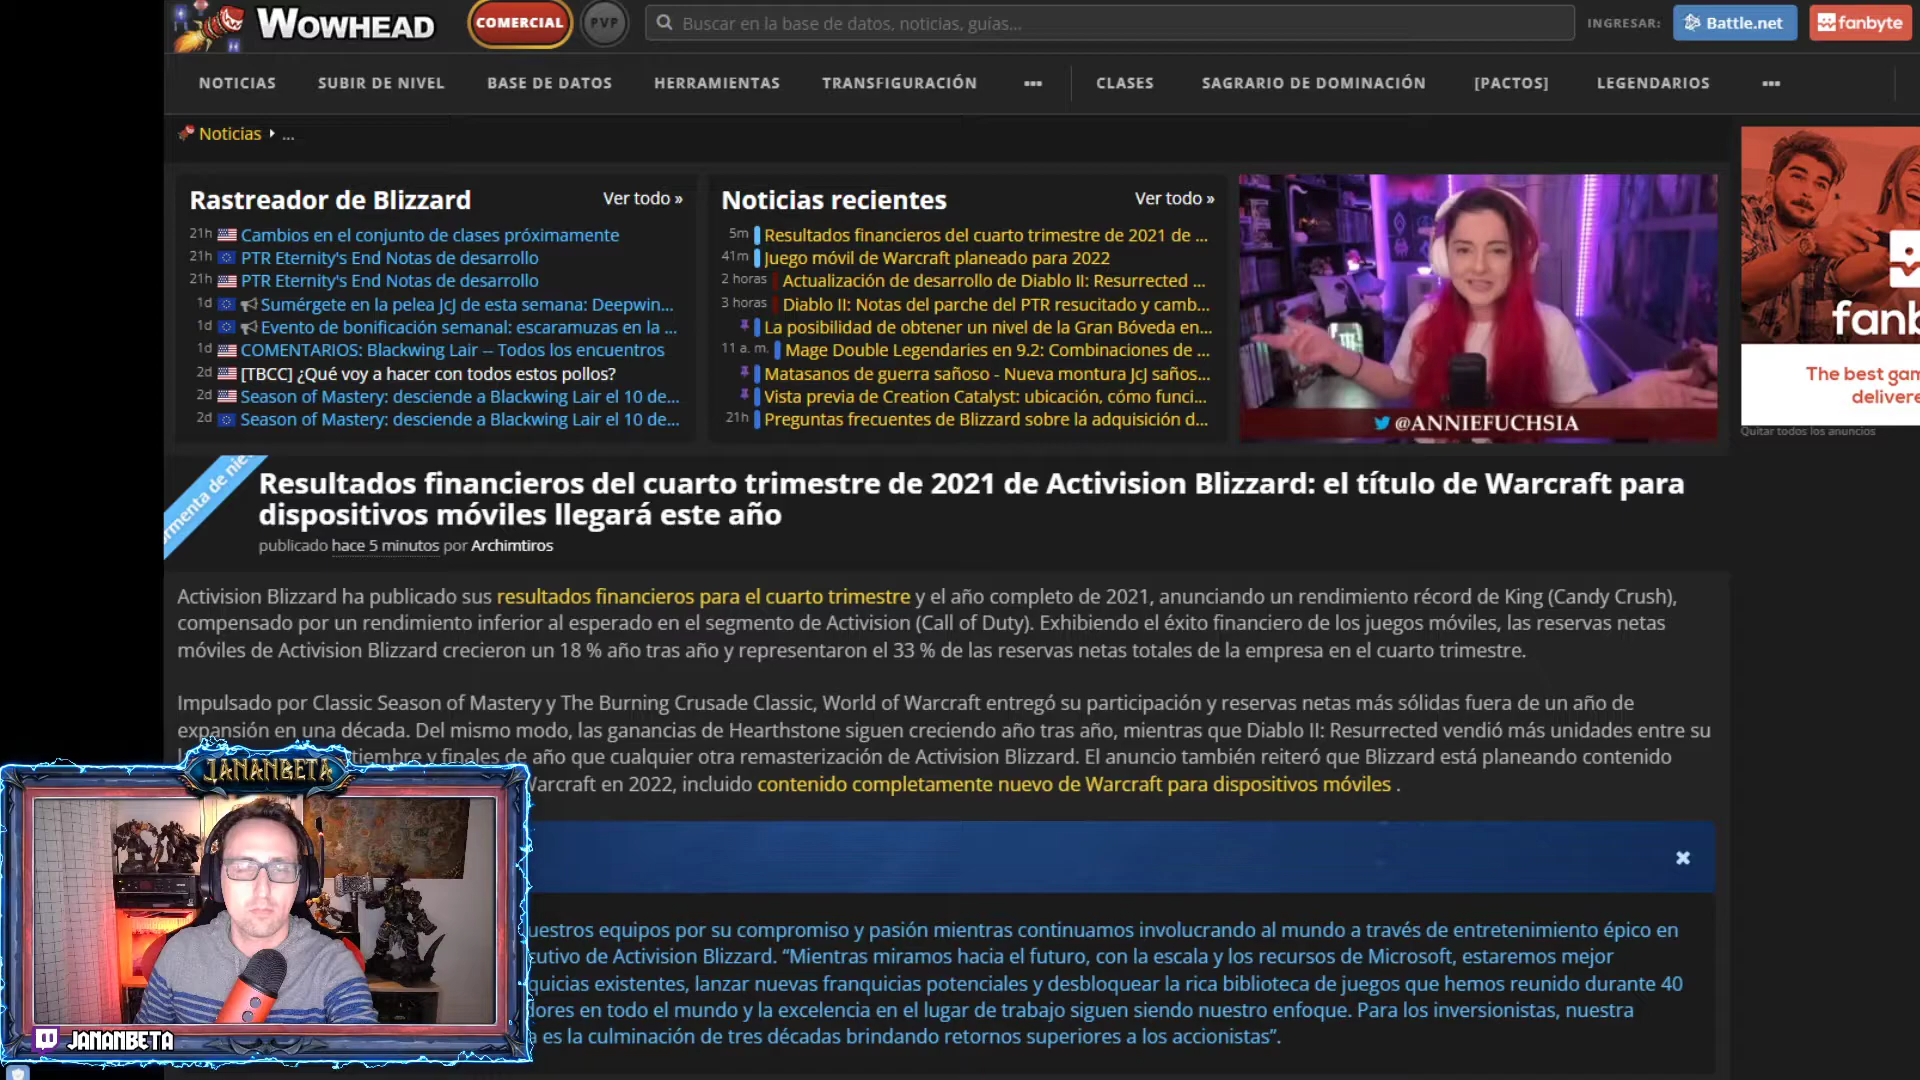 WOWHEAD
COMERCIAL
PVP
Buscar en la base de datos, noticias, guías...
INGRESAR:
Battle.net
fanbyte
NOTICIAS
SUBIR DE NIVEL
BASE DE DATOS
HERRAMIENTAS
TRANSFIGURACIÓN
...
CLASES
SAGRARIO DE DOMINACIÓN
[PACTOS]
LEGENDARIOS
...
Noticias ...
Rastreador de Blizzard Ver todo »
21h Cambios en el conjunto de clases próximamente
21h PTR Eternity's End Notas de desarrollo
21h PTR Eternity's End Notas de desarrollo
1d Sumérgete en la pelea JcJ de esta semana: Deepwin...
1d Evento de bonificación semanal: escaramuzas en la ...
1d COMENTARIOS: Blackwing Lair -- Todos los encuentros
2d [TBCC] ¿Qué voy a hacer con todos estos pollos?
2d Season of Mastery: desciende a Blackwing Lair el 10 de...
2d Season of Mastery: desciende a Blackwing Lair el 10 de...
Noticias recientes Ver todo »
5m Resultados financieros del cuarto trimestre de 2021 de ...
41m Juego móvil de Warcraft planeado para 2022
2 horas Actualización de desarrollo de Diablo II: Resurrected ...
3 horas Diablo II: Notas del parche del PTR resucitado y camb...
La posibilidad de obtener un nivel de la Gran Bóveda en...
11 a. m. Mage Double Legendaries en 9.2: Combinaciones de ...
Matasanos de guerra sañoso - Nueva montura JcJ saños...
Vista previa de Creation Catalyst: ubicación, cómo funci...
21h Preguntas frecuentes de Blizzard sobre la adquisición d...
@ANNIEFUCHSIA
fanb
The best gam
delivere
Quitar todos los anuncios
Resultados financieros del cuarto trimestre de 2021 de Activision Blizzard: el título de Warcraft para
dispositivos móviles llegará este año
publicado hace 5 minutos por Archimtiros
Activision Blizzard ha publicado sus resultados financieros para el cuarto trimestre y el año completo de 2021, anunciando un rendimiento récord de King (Candy Crush),
compensado por un rendimiento inferior al esperado en el segmento de Activision (Call of Duty). Exhibiendo el éxito financiero de los juegos móviles, las reservas netas
móviles de Activision Blizzard crecieron un 18 % año tras año y representaron el 33 % de las reservas netas totales de la empresa en el cuarto trimestre.
Impulsado por Classic Season of Mastery y The Burning Crusade Classic, World of Warcraft entregó su participación y reservas netas más sólidas fuera de un año de
expansión en una década. Del mismo modo, las ganancias de Hearthstone siguen creciendo año tras año, mientras que Diablo II: Resurrected vendió más unidades entre su
tiembre y finales de año que cualquier otra remasterización de Activision Blizzard. El anuncio también reiteró que Blizzard está planeando contenido
Warcraft en 2022, incluido contenido completamente nuevo de Warcraft para dispositivos móviles .
uestros equipos por su compromiso y pasión mientras continuamos involucrando al mundo a través de entretenimiento épico en
cutivo de Activision Blizzard. “Mientras miramos hacia el futuro, con la escala y los recursos de Microsoft, estaremos mejor
quicias existentes, lanzar nuevas franquicias potenciales y desbloquear la rica biblioteca de juegos que hemos reunido durante 40
dores en todo el mundo y la excelencia en el lugar de trabajo siguen siendo nuestro enfoque. Para los inversionistas, nuestra
a es la culminación de tres décadas brindando retornos superiores a los accionistas”.
JANANBETA
JANANBETA